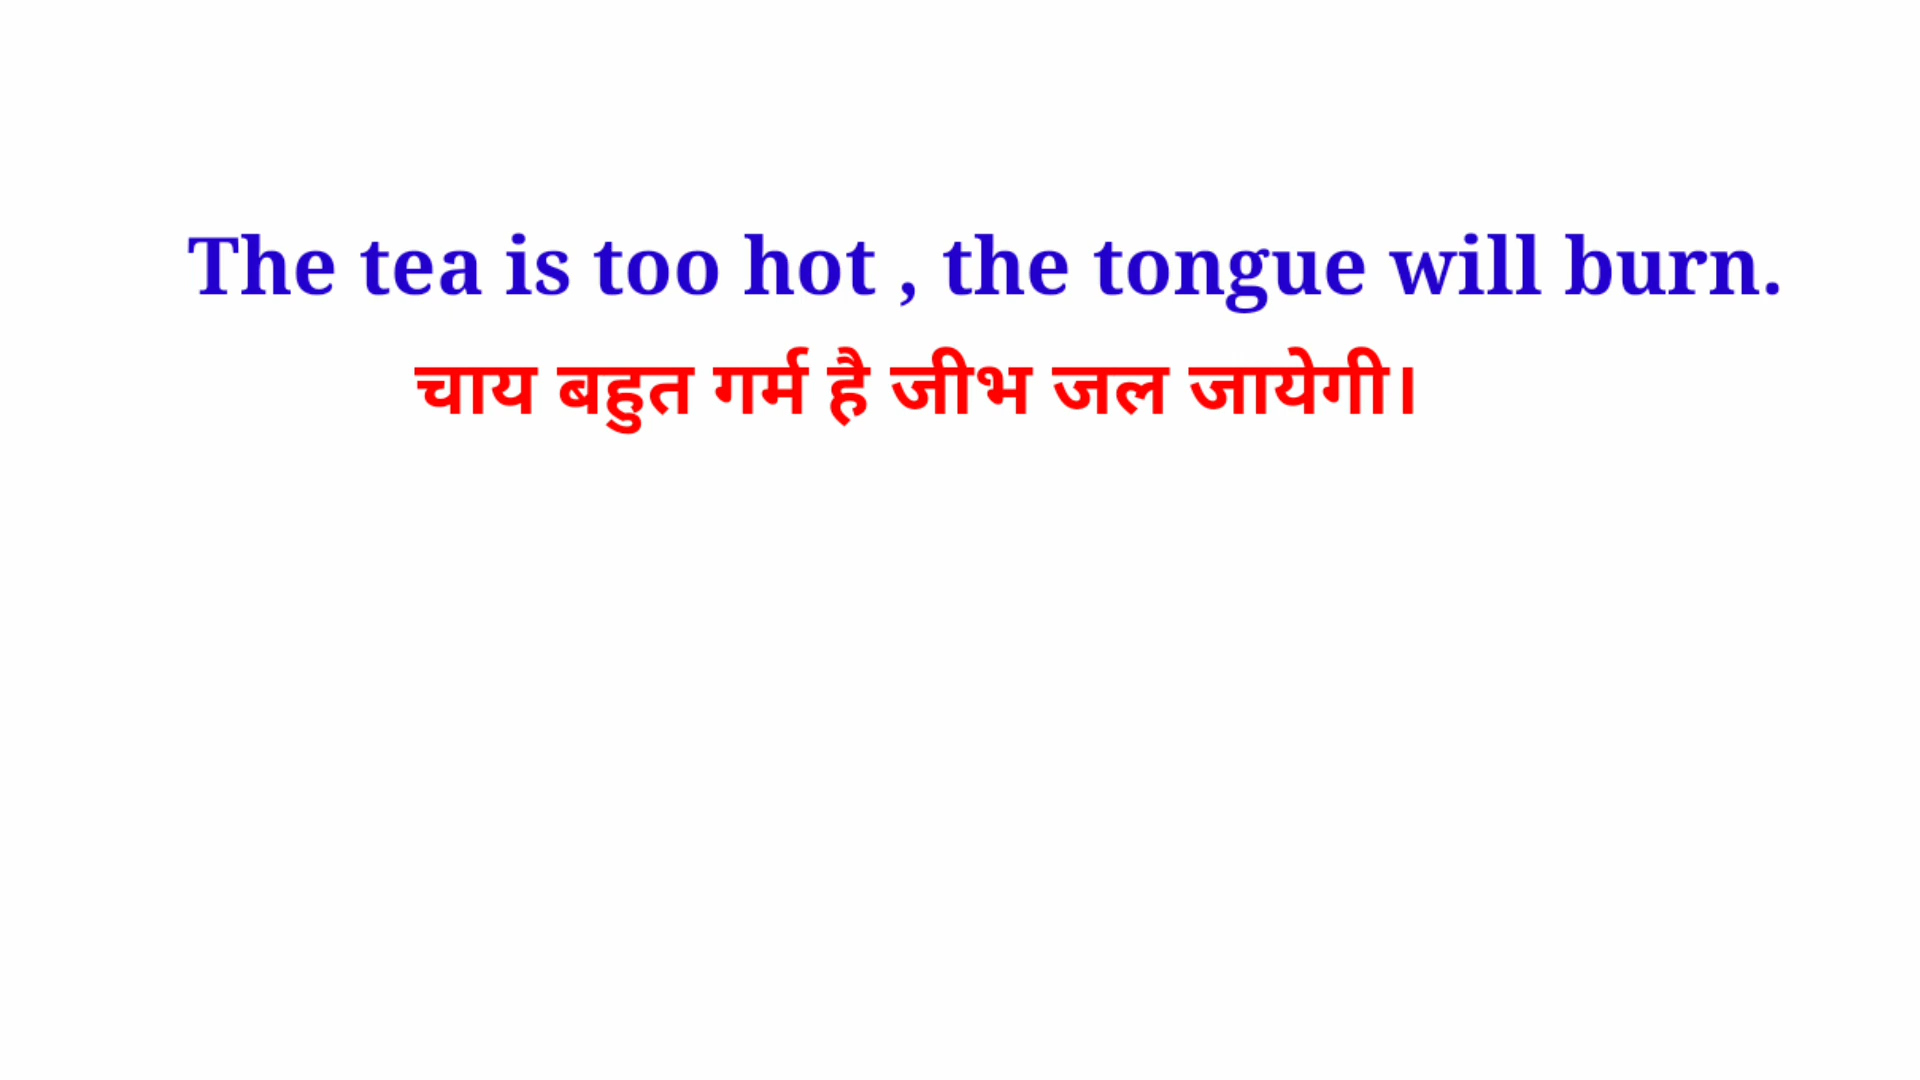 The tea is too hot , the tongue will burn.
चाय बहुत गर्म है जीभ जल जायेगी।